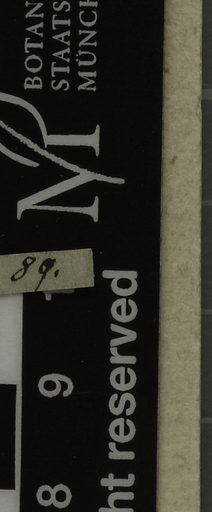 BOTAN
STAATS
MÜNCH
M
89.
8 9
ht reserved